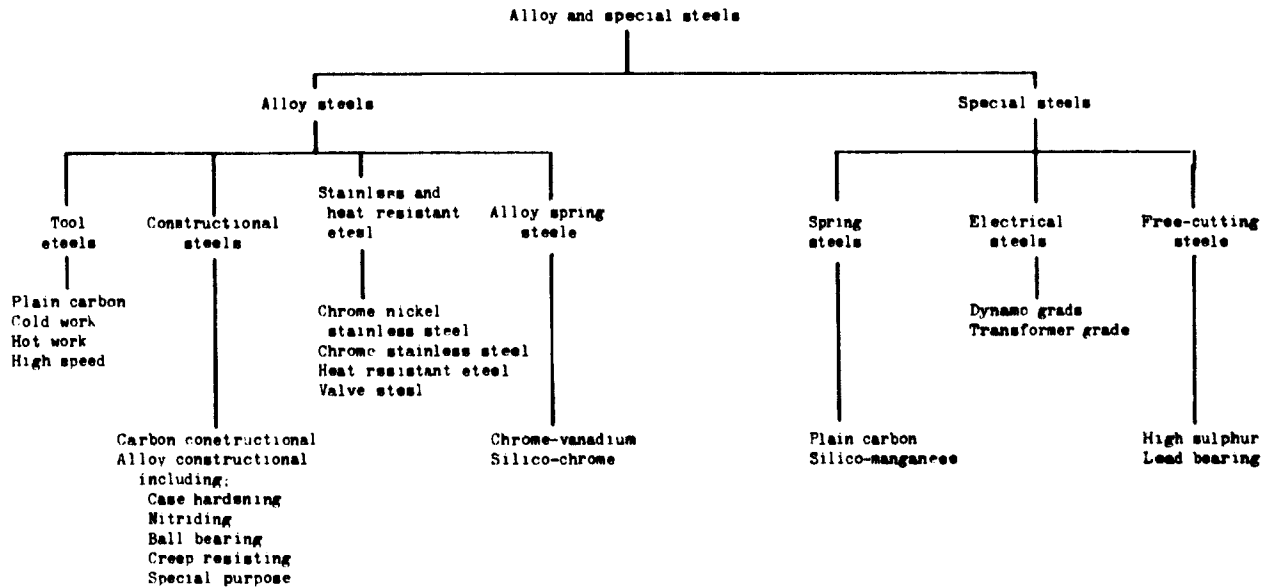 Alloy and special steels
Alloy steels
Special steels
Tool
steels
Constructional
steels
Stainless and
heat resistant
steel
Alloy spring
steels
Spring
steels
Electrical
steels
Free-cutting
steels
Plain carbon
Cold work
Hot work
High speed
Chrome nickel
stainless steel
Chrome stainless steel
Heat resistant steel
Valve steel
Dynamo grade
Transformer grade
Carbon constructional
Alloy constructional
including:
Case hardening
Nitriding
Ball bearing
Creep resisting
Special purpose
Chrome-vanadium
Silico-chrome
Plain carbon
Silico-manganese
High sulphur
Lead bearing